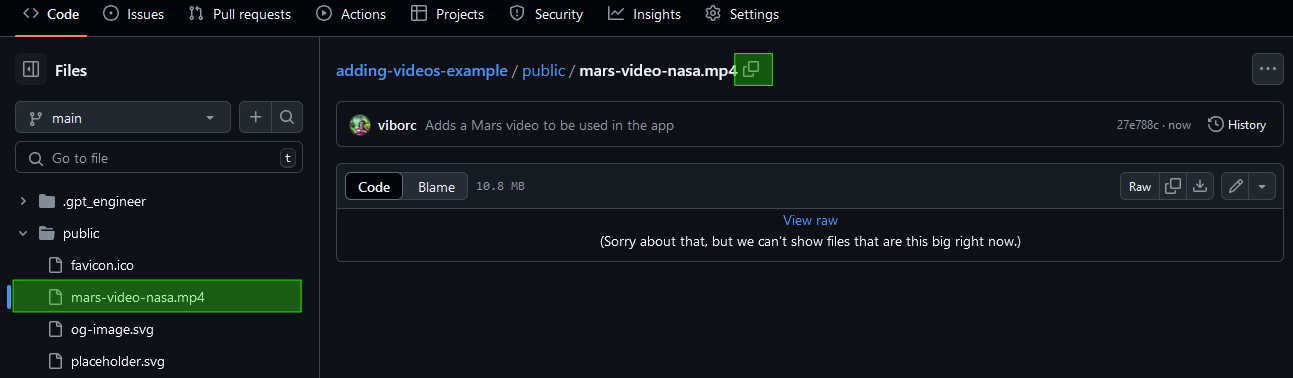 Code Issues Pull requests Actions Projects Security Insights Settings
Files
main
Go to file t
.gpt_engineer
public
favicon.ico
mars-video-nasa.mp4
og-image.svg
placeholder.svg
adding-videos-example / public / mars-video-nasa.mp4
viborc Adds a Mars video to be used in the app 27e788c · now History
Code Blame 10.8 MB Raw
View raw
(Sorry about that, but we can’t show files that are this big right now.)